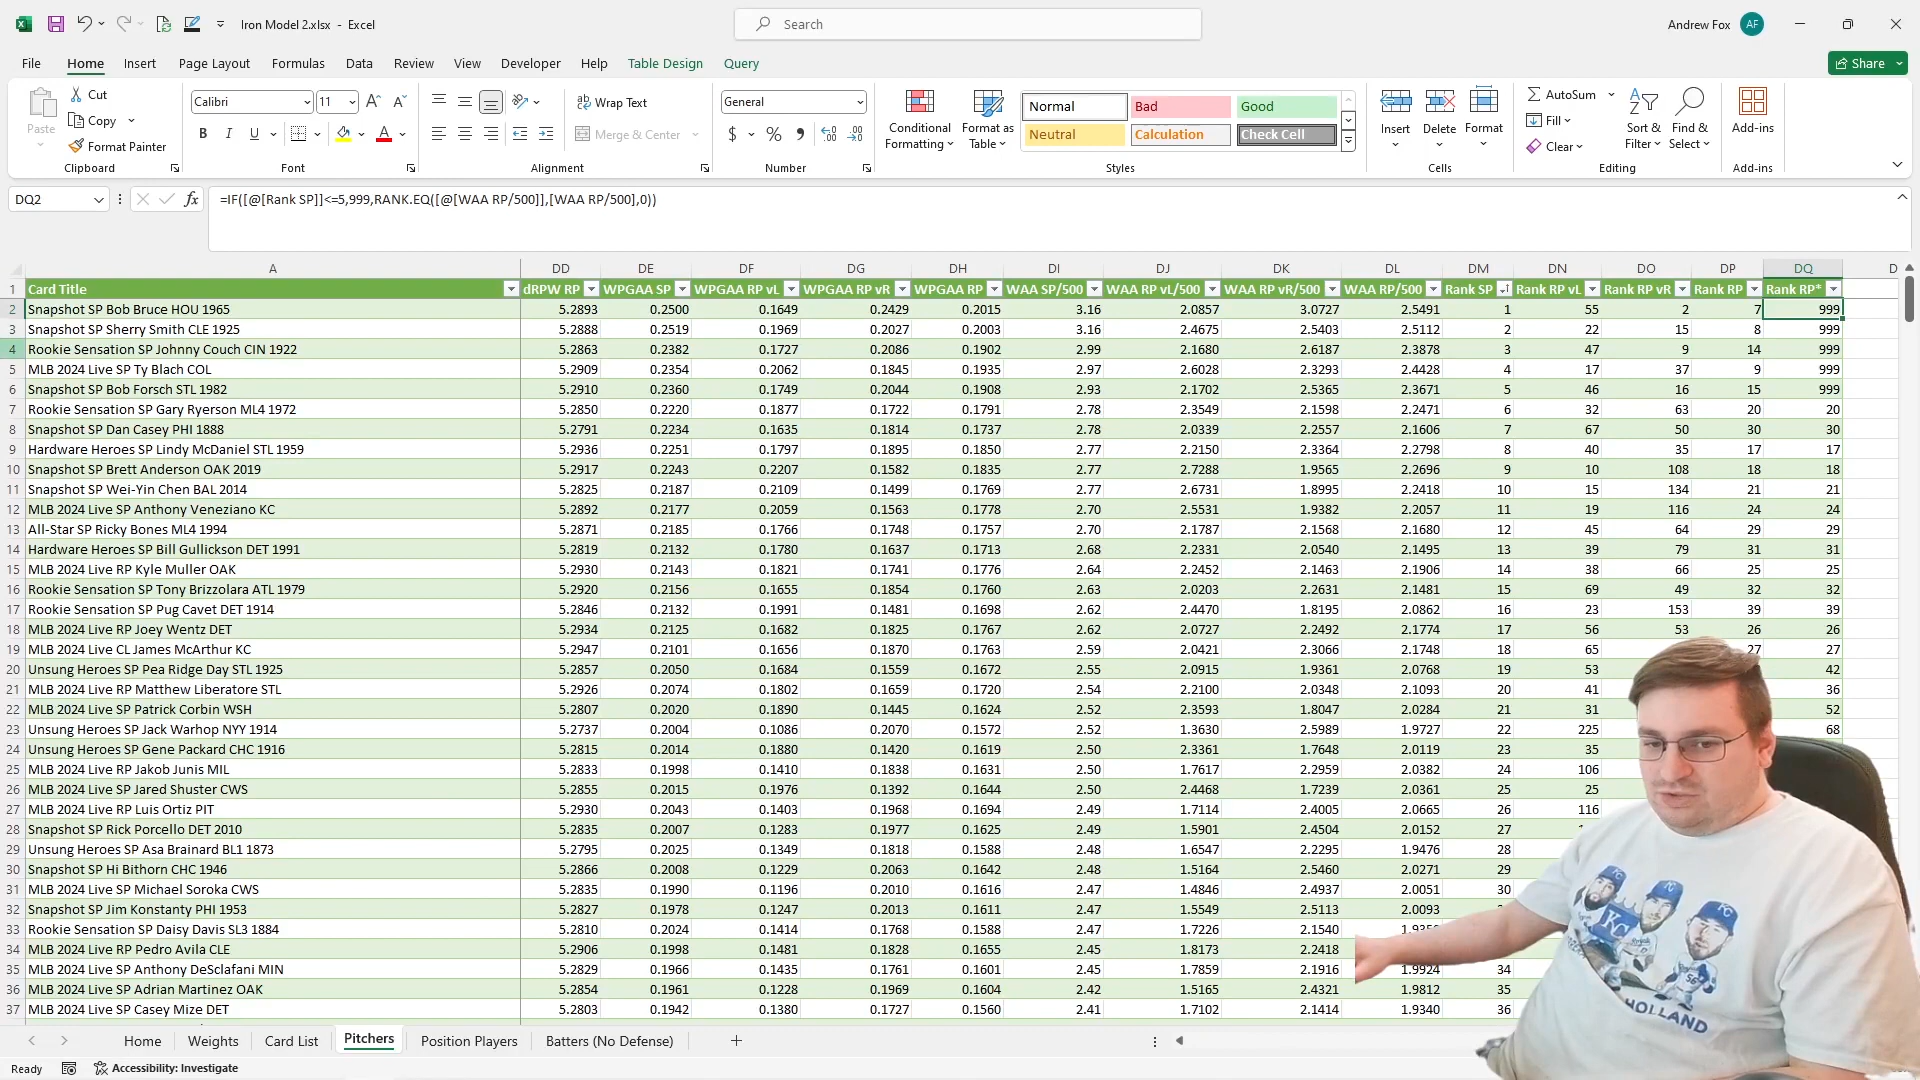 Iron Model 2.xlsx - Excel
Search
Andrew Fox AF
File Home Insert Page Layout Formulas Data Review View Developer Help Table Design Query Share
Paste Cut Copy Format Painter Clipboard
Calibri 11 B I U Font
Wrap Text Merge & Center Alignment
General $ % Number
Conditional Formatting Format as Table Normal Bad Good Neutral Calculation Check Cell Styles
Insert Delete Format Cells
AutoSum Fill Clear Sort & Filter Find & Select Editing
Add-ins Add-ins
DQ2 fx =IF([@[Rank SP]]<=5,999,RANK.EQ([@[WAA RP/500]],[WAA RP/500],0))
A DD DE DF DG DH DI DJ DK DL DM DN DO DP DQ D
1 Card Title dRPW RP WPGAA SP WPGAA RP vL WPGAA RP vR WPGAA RP WAA SP/500 WAA RP vL/500 WAA RP vR/500 WAA RP/500 Rank SP Rank RP vL Rank RP vR Rank RP Rank RP*
2 Snapshot SP Bob Bruce HOU 1965 5.2893 0.2500 0.1649 0.2429 0.2015 3.16 2.0857 3.0727 2.5491 1 55 2 7 999
3 Snapshot SP Sherry Smith CLE 1925 5.2888 0.2519 0.1969 0.2027 0.2003 3.16 2.4675 2.5403 2.5112 2 22 15 8 999
4 Rookie Sensation SP Johnny Couch CIN 1922 5.2863 0.2382 0.1727 0.2086 0.1902 2.99 2.1680 2.6187 2.3878 3 47 9 14 999
5 MLB 2024 Live SP Ty Blach COL 5.2909 0.2354 0.2062 0.1845 0.1935 2.97 2.6028 2.3293 2.4428 4 17 37 9 999
6 Snapshot SP Bob Forsch STL 1982 5.2910 0.2360 0.1749 0.2044 0.1908 2.93 2.1702 2.5365 2.3671 5 46 16 15 999
7 Rookie Sensation SP Gary Ryerson ML4 1972 5.2850 0.2220 0.1877 0.1722 0.1791 2.78 2.3549 2.1598 2.2471 6 32 63 20 20
8 Snapshot SP Dan Casey PHI 1888 5.2791 0.2234 0.1635 0.1814 0.1737 2.78 2.0339 2.2557 2.1606 7 67 50 30 30
9 Hardware Heroes SP Lindy McDaniel STL 1959 5.2936 0.2251 0.1797 0.1895 0.1850 2.77 2.2150 2.3364 2.2798 8 40 35 17 17
10 Snapshot SP Brett Anderson OAK 2019 5.2917 0.2243 0.2207 0.1582 0.1835 2.77 2.7288 1.9565 2.2696 9 10 108 18 18
11 Snapshot SP Wei-Yin Chen BAL 2014 5.2825 0.2187 0.2109 0.1499 0.1769 2.77 2.6731 1.8995 2.2418 10 15 134 21 21
12 MLB 2024 Live SP Anthony Veneziano KC 5.2892 0.2177 0.2059 0.1563 0.1778 2.70 2.5531 1.9382 2.2057 11 19 116 24 24
13 All-Star SP Ricky Bones ML4 1994 5.2871 0.2185 0.1766 0.1748 0.1757 2.70 2.1787 2.1568 2.1680 12 45 64 29 29
14 Hardware Heroes SP Bill Gullickson DET 1991 5.2819 0.2132 0.1780 0.1637 0.1713 2.68 2.2331 2.0540 2.1495 13 39 79 31 31
15 MLB 2024 Live RP Kyle Muller OAK 5.2930 0.2143 0.1821 0.1741 0.1776 2.64 2.2452 2.1463 2.1906 14 38 66 25 25
16 Rookie Sensation SP Tony Brizzolara ATL 1979 5.2920 0.2156 0.1655 0.1854 0.1760 2.63 2.0203 2.2631 2.1481 15 69 49 32 32
17 Rookie Sensation SP Pug Cavet DET 1914 5.2846 0.2132 0.1991 0.1481 0.1698 2.62 2.4470 1.8195 2.0862 16 23 153 39 39
18 MLB 2024 Live RP Joey Wentz DET 5.2934 0.2125 0.1682 0.1825 0.1767 2.62 2.0727 2.2492 2.1774 17 56 53 26 26
19 MLB 2024 Live CL James McArthur KC 5.2947 0.2101 0.1656 0.1870 0.1763 2.59 2.0421 2.3066 2.1748 18 65 27 27
20 Unsung Heroes SP Pea Ridge Day STL 1925 5.2857 0.2050 0.1684 0.1559 0.1672 2.55 2.0915 1.9361 2.0768 19 53 42
21 MLB 2024 Live RP Matthew Liberatore STL 5.2926 0.2074 0.1802 0.1659 0.1720 2.54 2.2100 2.0348 2.1093 20 41 36
22 MLB 2024 Live SP Patrick Corbin WSH 5.2807 0.2020 0.1890 0.1445 0.1624 2.52 2.3593 1.8047 2.0284 21 31 52
23 Unsung Heroes SP Jack Warhop NYY 1914 5.2737 0.2004 0.1086 0.2070 0.1572 2.52 1.3630 2.5989 1.9727 22 225 68
24 Unsung Heroes SP Gene Packard CHC 1916 5.2815 0.2014 0.1880 0.1420 0.1619 2.50 2.3361 1.7648 2.0119 23 35
25 MLB 2024 Live RP Jakob Junis MIL 5.2833 0.1998 0.1410 0.1838 0.1631 2.50 1.7617 2.2959 2.0382 24 106
26 MLB 2024 Live SP Jared Shuster CWS 5.2855 0.2015 0.1976 0.1392 0.1644 2.50 2.4468 1.7239 2.0361 25 25
27 MLB 2024 Live RP Luis Ortiz PIT 5.2930 0.2043 0.1403 0.1968 0.1694 2.49 1.7114 2.4005 2.0665 26 116
28 Snapshot SP Rick Porcello DET 2010 5.2835 0.2007 0.1283 0.1977 0.1625 2.49 1.5901 2.4504 2.0152 27
29 Unsung Heroes SP Asa Brainard BL1 1873 5.2795 0.2025 0.1349 0.1818 0.1588 2.48 1.6547 2.2295 1.9476 28
30 Snapshot SP Hi Bithorn CHC 1946 5.2866 0.2008 0.1229 0.2063 0.1642 2.48 1.5164 2.5460 2.0271 29
31 MLB 2024 Live SP Michael Soroka CWS 5.2835 0.1990 0.1196 0.2010 0.1616 2.47 1.4846 2.4937 2.0051 30
32 Snapshot SP Jim Konstanty PHI 1953 5.2827 0.1978 0.1247 0.2013 0.1611 2.47 1.5549 2.5113 2.0093
33 Rookie Sensation SP Daisy Davis SL3 1884 5.2810 0.2024 0.1414 0.1768 0.1588 2.47 1.7226 2.1540
34 MLB 2024 Live RP Pedro Avila CLE 5.2906 0.1998 0.1481 0.1828 0.1655 2.45 1.8173 2.2418
35 MLB 2024 Live SP Anthony DeSclafani MIN 5.2829 0.1966 0.1435 0.1761 0.1601 2.45 1.7859 2.1916 1.9924 34
36 MLB 2024 Live SP Adrian Martinez OAK 5.2854 0.1961 0.1228 0.1969 0.1604 2.42 1.5165 2.4321 1.9812 35
37 MLB 2024 Live SP Casey Mize DET 5.2803 0.1942 0.1380 0.1727 0.1560 2.41 1.7102 2.1414 1.9340 36
HOLLAND
Home Weights Card List Pitchers Position Players Batters (No Defense)
Ready Accessibility: Investigate